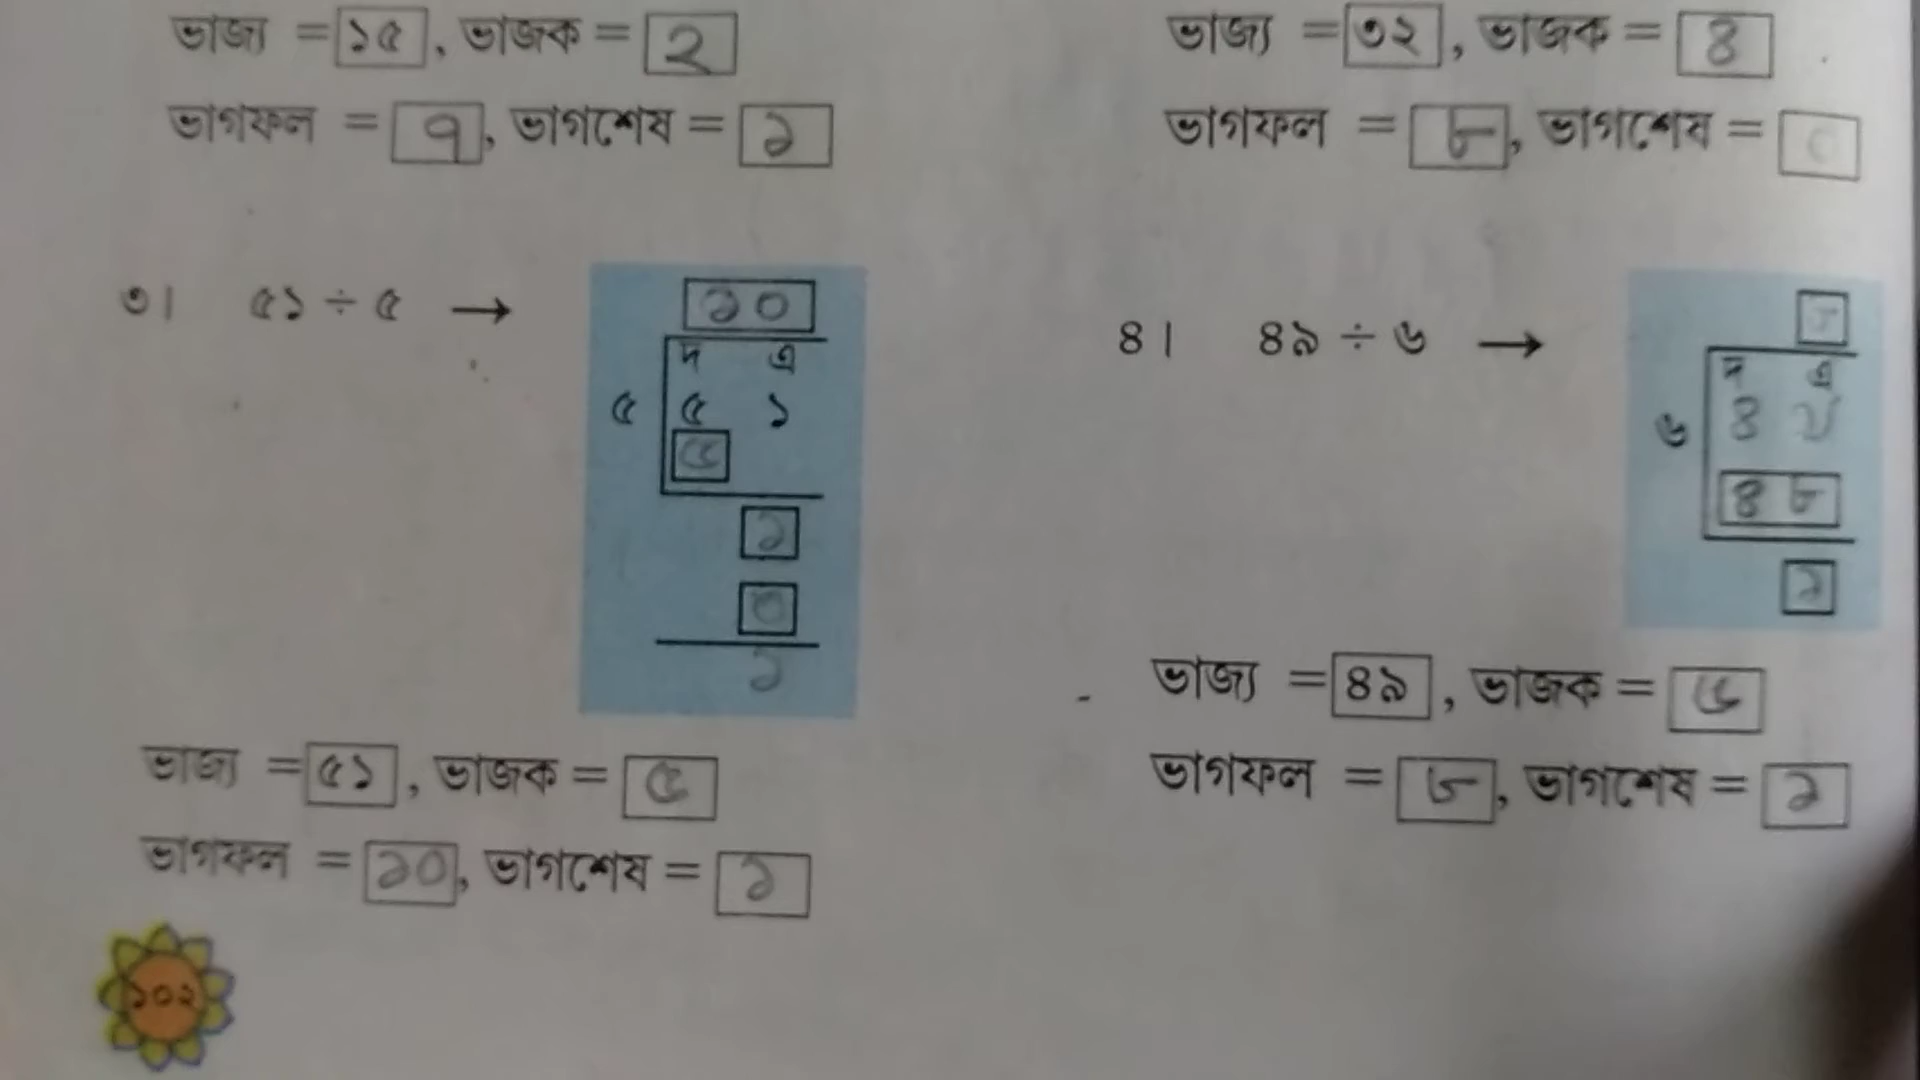 ভাজ্য = ১৫, ভাজক = ২
ভাগফল = ৭, ভাগশেষ = ১
ভাজ্য = ৩২, ভাজক = ৪
ভাগফল = ৮, ভাগশেষ = ০
৩। ৫১ ÷ ৫ →
১০
দ এ
৫ ৫ ১
৫
১
০
১
ভাজ্য = ৫১, ভাজক = ৫
ভাগফল = ১০, ভাগশেষ = ১
৪। ৪৯ ÷ ৬ →
৮
দ এ
৬ ৪ ৯
৪ ৮
১
ভাজ্য = ৪৯, ভাজক = ৬
ভাগফল = ৮, ভাগশেষ = ১
১০২